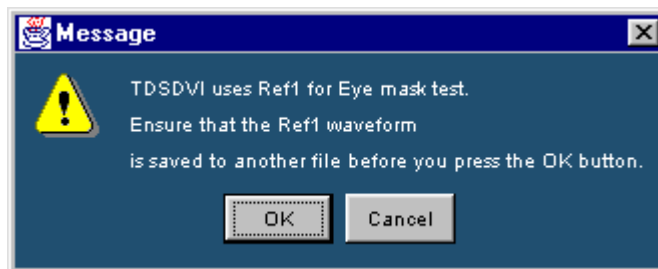 Message
TDSDVI uses Ref1 for Eye mask test.
Ensure that the Ref1 waveform
is saved to another file before you press the OK button.
OK Cancel